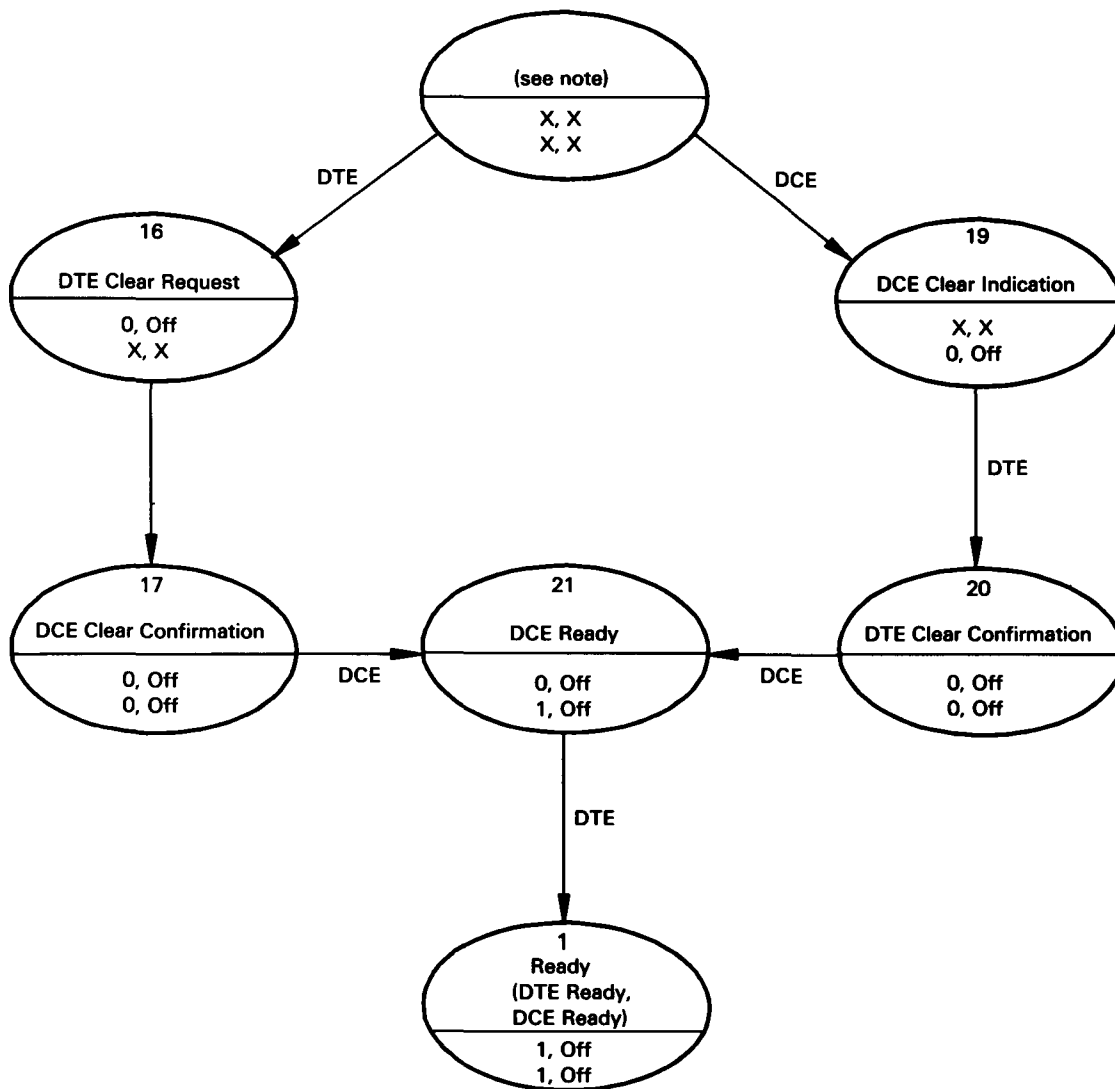 (see note)
X, X
X, X
DTE
DCE
16
DTE Clear Request
0, Off
X, X
19
DCE Clear Indication
X, X
0, Off
DTE
17
DCE Clear Confirmation
0, Off
0, Off
DCE
21
DCE Ready
0, Off
1, Off
DCE
20
DTE Clear Confirmation
0, Off
0, Off
DTE
1
Ready
(DTE Ready,
DCE Ready)
1, Off
1, Off